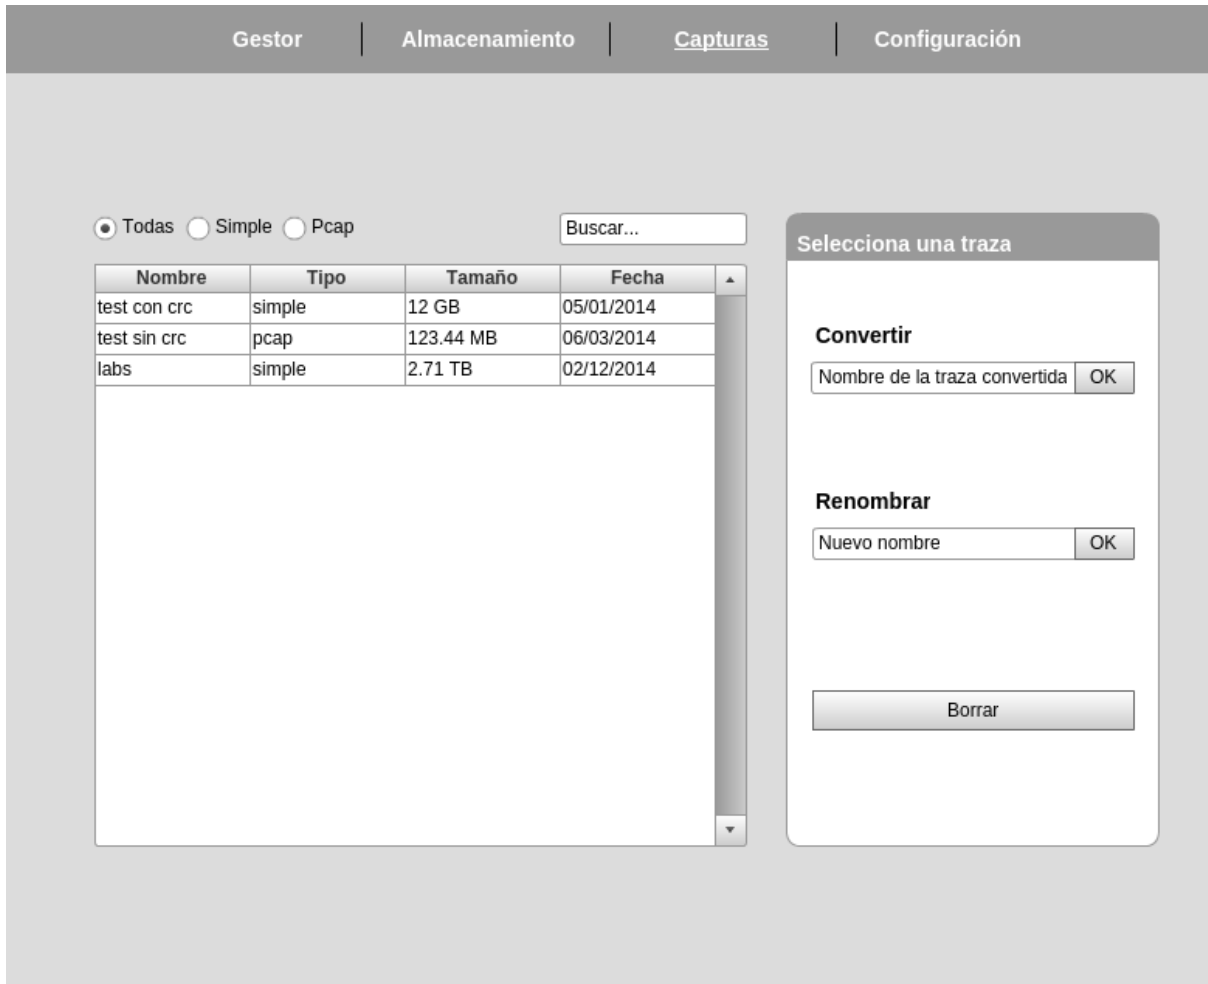 Gestor Almacenamiento Capturas Configuración
Todas Simple Pcap Buscar...
Nombre Tipo Tamaño Fecha
test con crc simple 12 GB 05/01/2014
test sin crc pcap 123.44 MB 06/03/2014
labs simple 2.71 TB 02/12/2014
Selecciona una traza
Convertir
Nombre de la traza convertida OK
Renombrar
Nuevo nombre OK
Borrar